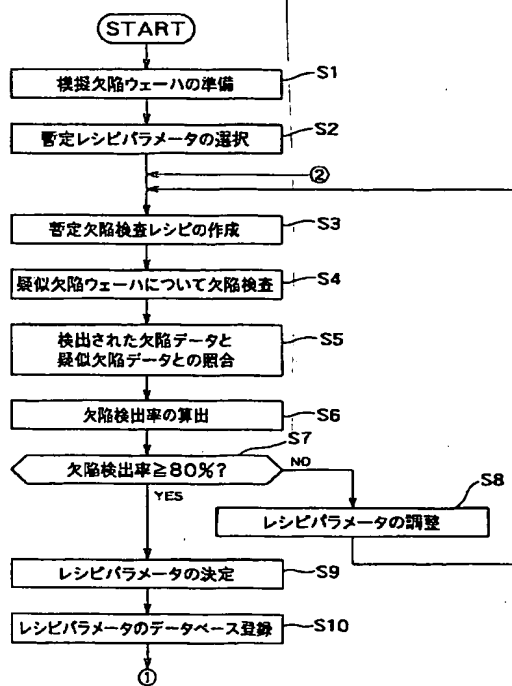 START
模擬欠陥ウェーハの準備
S1
暫定レシピパラメータの選択
S2
②
暫定欠陥検査レシピの作成
S3
疑似欠陥ウェーハについて欠陥検査
S4
検出された欠陥データと
疑似欠陥データとの照合
S5
欠陥検出率の算出
S6
S7
欠陥検出率≧80%?
NO
YES
S8
レシピパラメータの調整
レシピパラメータの決定
S9
レシピパラメータのデータベース登録
S10
①